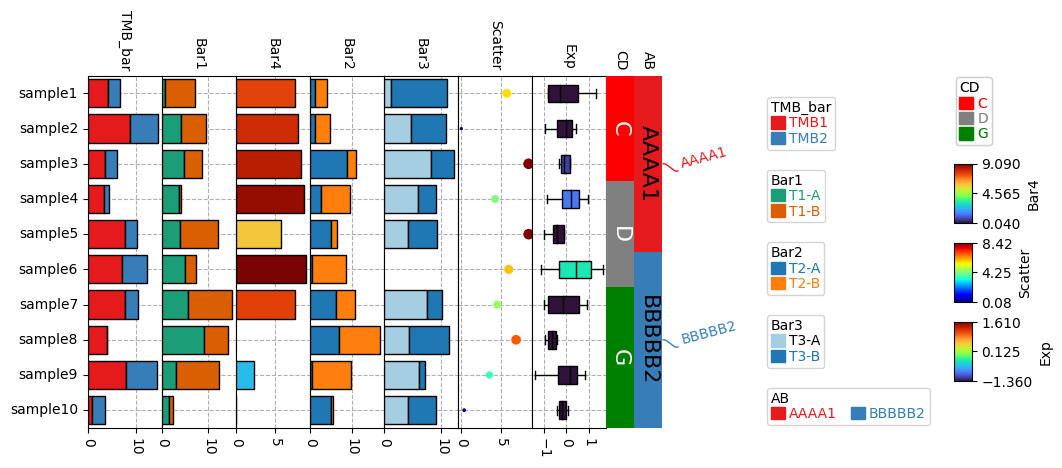 TMB_bar
Bar1
Bar4
Bar2
Bar3
Scatter
Exp
CD
AB
sample1
sample2
sample3
sample4
sample5
sample6
sample7
sample8
sample9
sample10
0
10
0
10
0
5
0
10
0
10
0
5
−1
0
1
C
D
G
AAAA1
BBBBB2
AAAA1
BBBBB2
TMB_bar
TMB1
TMB2
Bar1
T1-A
T1-B
Bar2
T2-A
T2-B
Bar3
T3-A
T3-B
AB
AAAA1 BBBBB2
CD
C
D
G
9.090
4.565
0.040
Bar4
8.42
4.25
0.08
Scatter
1.610
0.125
−1.360
Exp